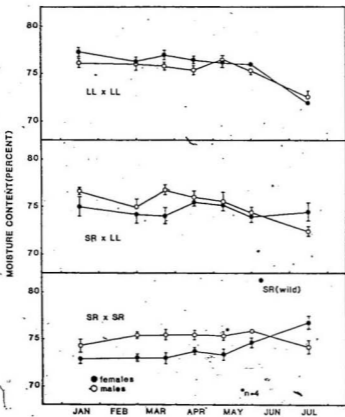 MOISTURE CONTENT(PERCENT)
80
75
70
LL x LL
80
75
70
SR x LL
SR(wild)
80
75
70
SR x SR
*
females
males
*n=4
JAN FEB MAR APR MAY JUN JUL